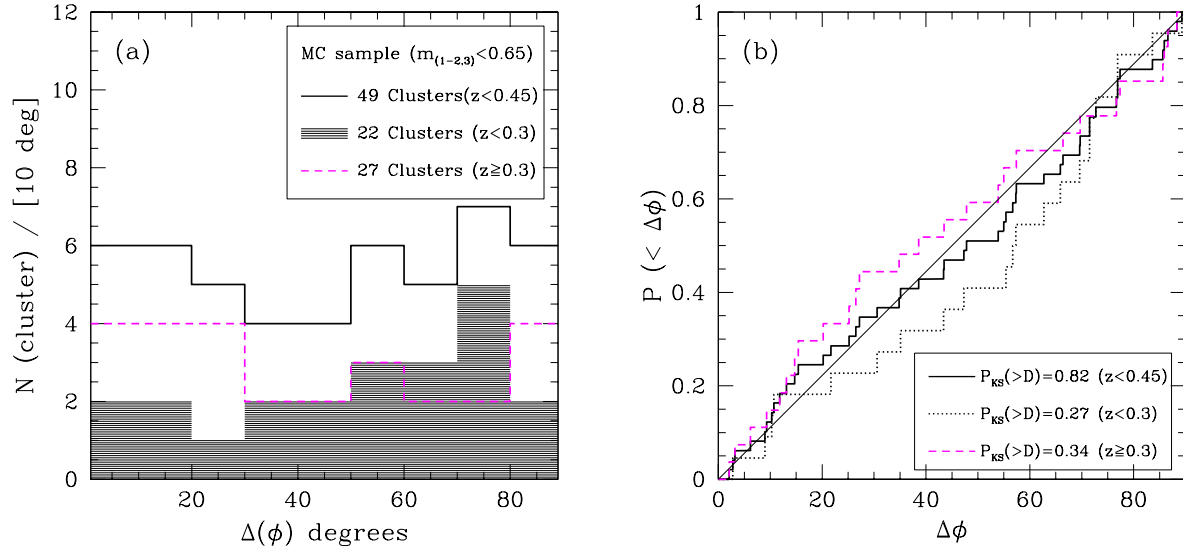 (a)
MC sample (m(1-2,3)<0.65)
49 Clusters(z<0.45)
22 Clusters (z<0.3)
27 Clusters (z≧0.3)
N (cluster) / [10 deg]
12
10
8
6
4
2
0
20 40 60 80
Δ(ϕ) degrees
(b)
P (< Δϕ)
1
0.8
0.6
0.4
0.2
0
PKS(>D)=0.82 (z<0.45)
PKS(>D)=0.27 (z<0.3)
PKS(>D)=0.34 (z≧0.3)
0 20 40 60 80
Δϕ